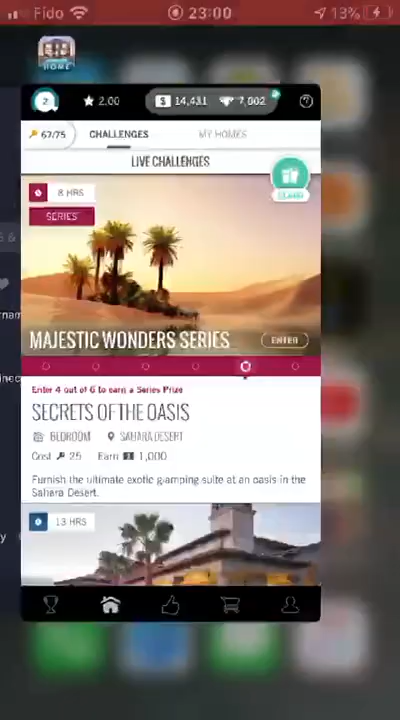 Fido 23:00 13%
HOME
2 2.00 $ 14,431 7,002
67/75 CHALLENGES MY HOMES
LIVE CHALLENGES
8 HRS
CLAIM
SERIES
MAJESTIC WONDERS SERIES ENTER
Enter 4 out of 6 to earn a Series Prize
SECRETS OF THE OASIS
BEDROOM SAHARA DESERT
Cost 25 Earn $ 1,000
Furnish the ultimate exotic glamping suite at an oasis in the
Sahara Desert.
13 HRS